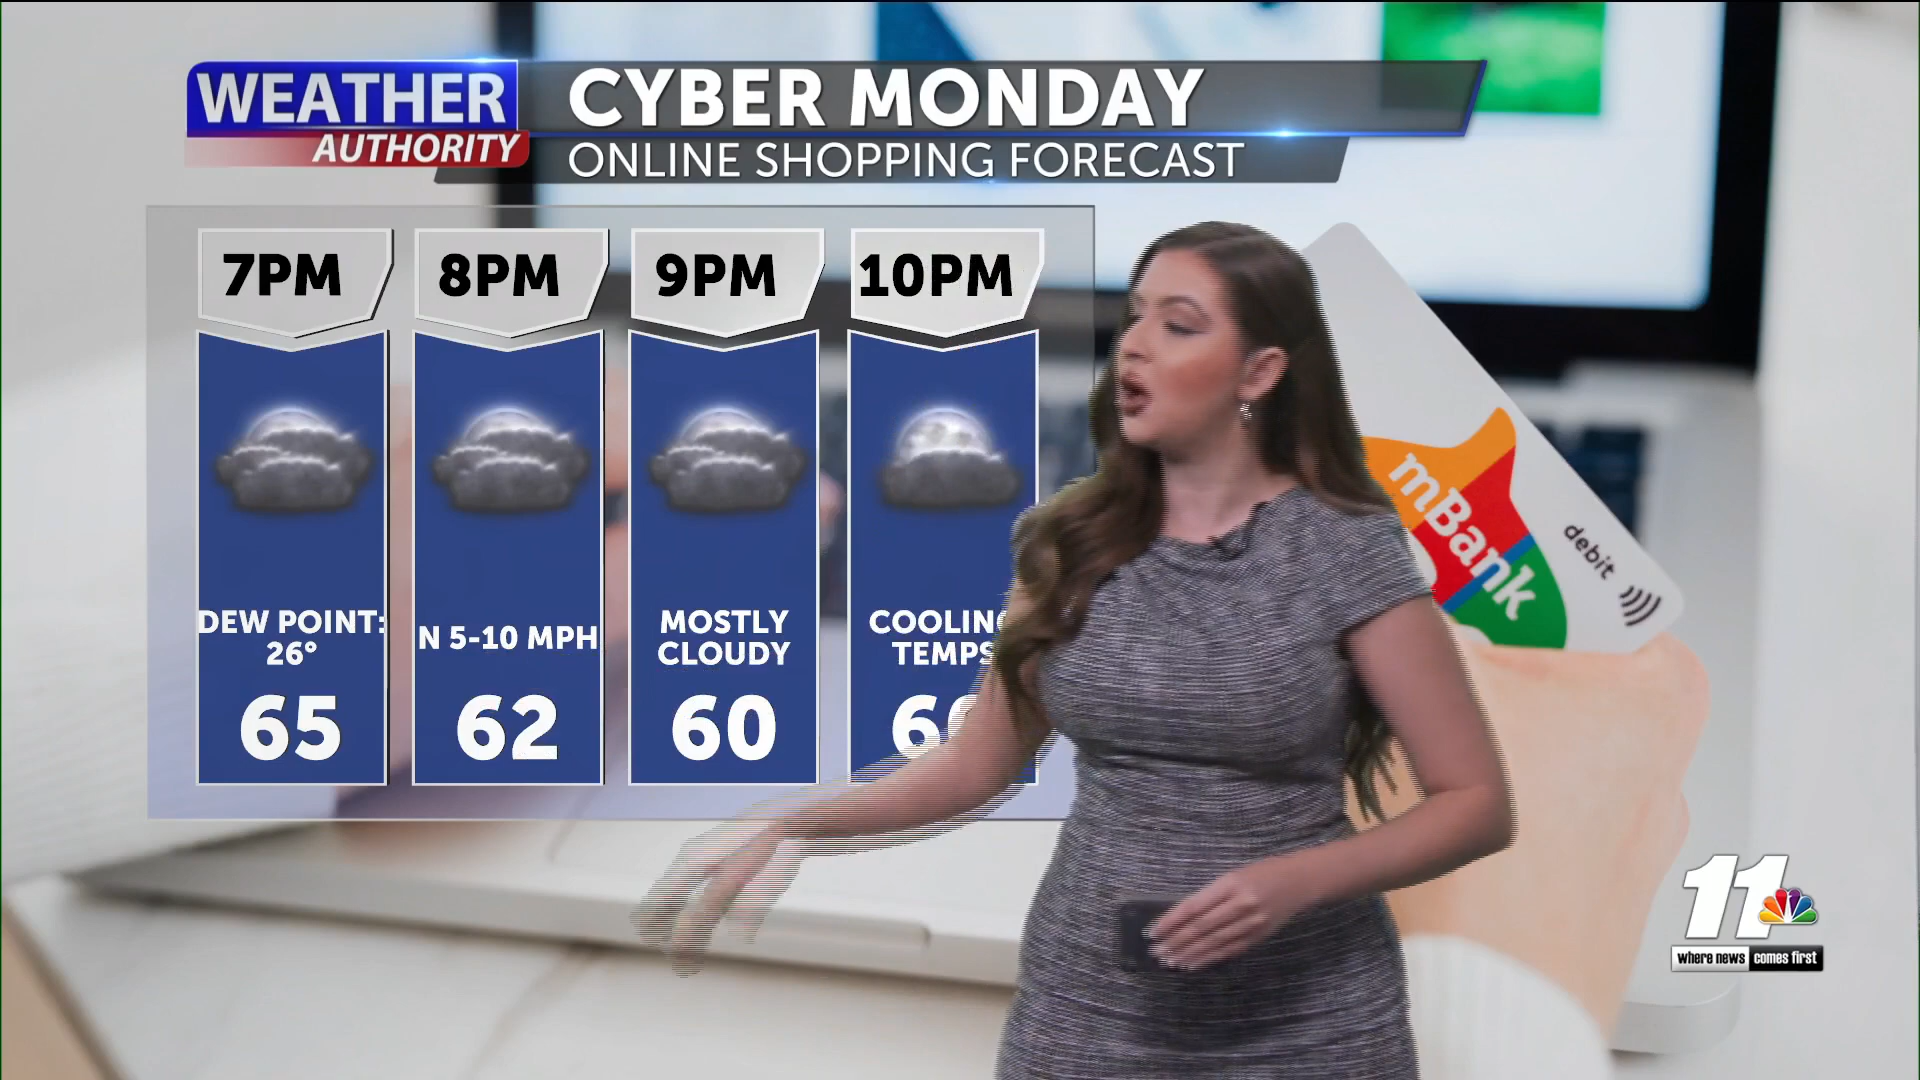 WEATHER
AUTHORITY
CYBER MONDAY
ONLINE SHOPPING FORECAST
7PM
8PM
9PM
10PM
DEW POINT:
26°
65
N 5-10 MPH
62
MOSTLY
CLOUDY
60
TEMPS
mBank
debit
11
where news comes first